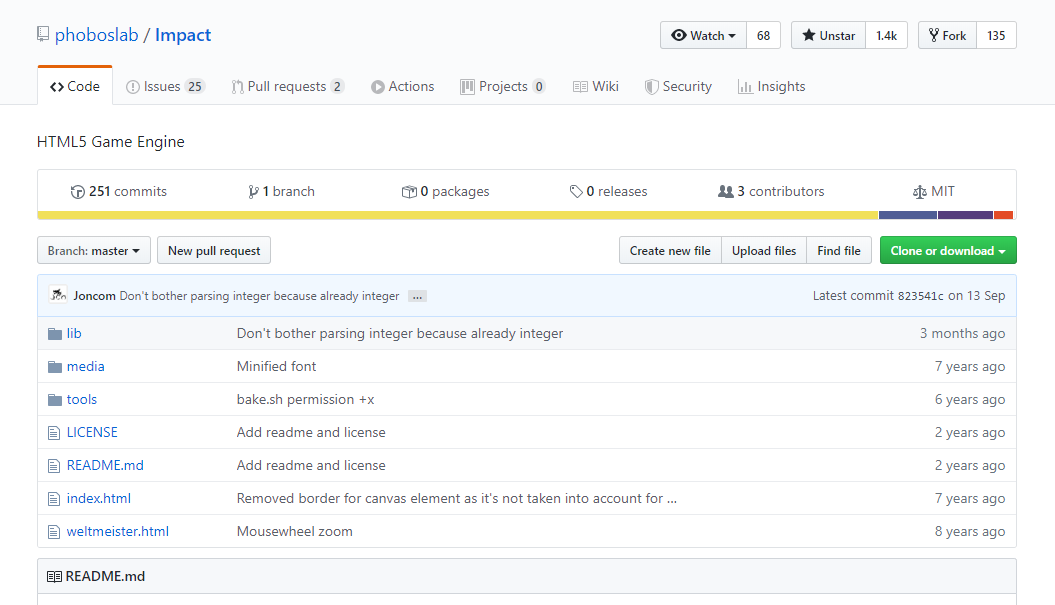 phoboslab / Impact
Watch 68 Unstar 1.4k Fork 135
Code Issues 25 Pull requests 2 Actions Projects 0 Wiki Security Insights
HTML5 Game Engine
251 commits 1 branch 0 packages 0 releases 3 contributors MIT
Branch: master New pull request Create new file Upload files Find file Clone or download
Joncom Don't bother parsing integer because already integer ... Latest commit 823541c on 13 Sep
lib Don't bother parsing integer because already integer 3 months ago
media Minified font 7 years ago
tools bake.sh permission +x 6 years ago
LICENSE Add readme and license 2 years ago
README.md Add readme and license 2 years ago
index.html Removed border for canvas element as it's not taken into account for ... 7 years ago
weltmeister.html Mousewheel zoom 8 years ago
README.md